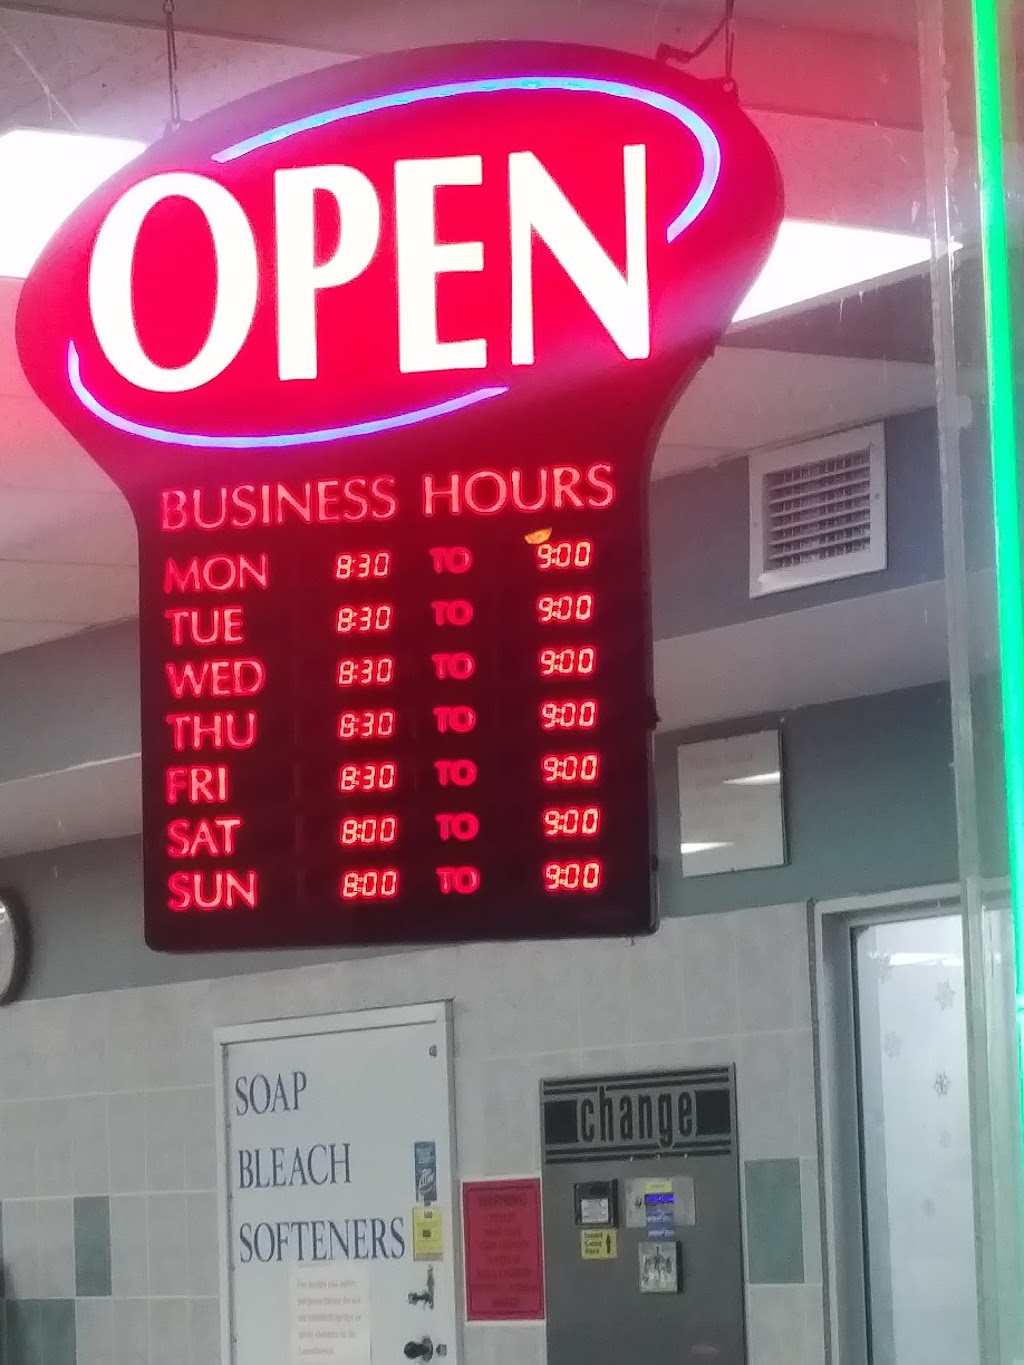 OPEN
BUSINESS HOURS
MON 8:30 TO 9:00
TUE 8:30 TO 9:00
WED 8:30 TO 9:00
THU 8:30 TO 9:00
FRI 8:30 TO 9:00
SAT 8:00 TO 9:00
SUN 8:00 TO 9:00
SOAP
BLEACH
SOFTENERS
change
WARNING